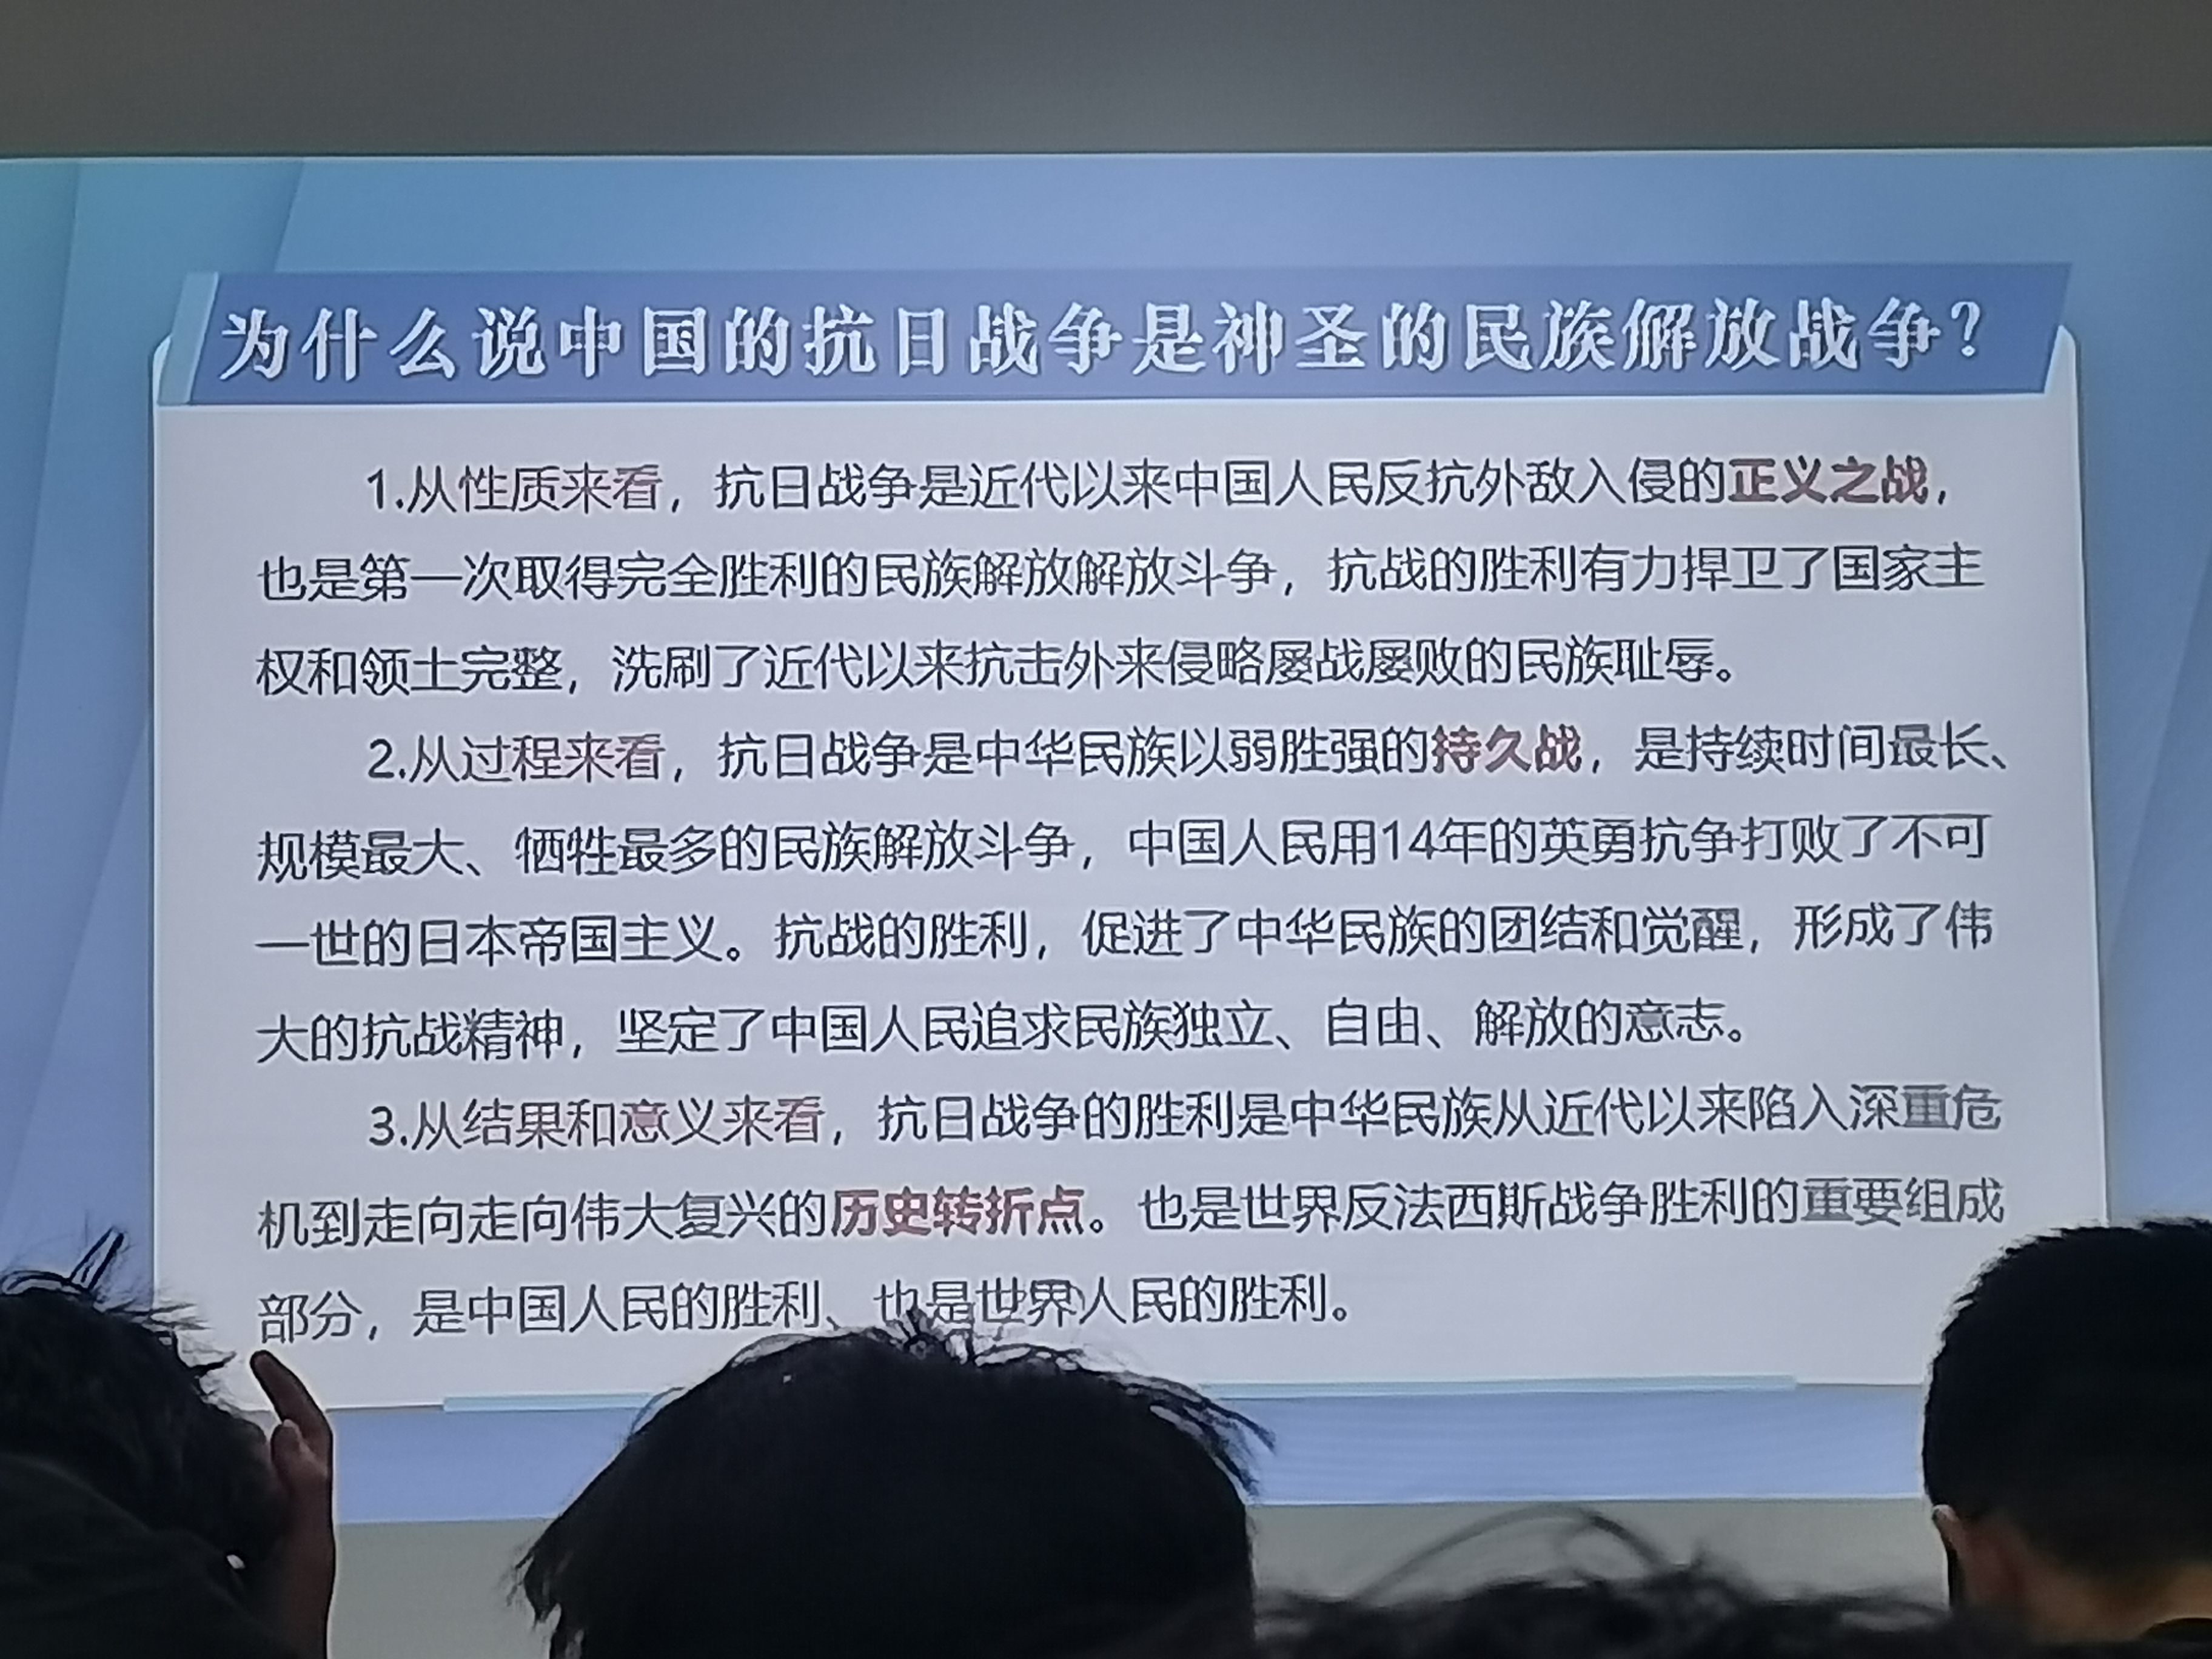 为什么说中国的抗日战争是神圣的民族解放战争？
1.从性质来看，抗日战争是近代以来中国人民反抗外敌入侵的正义之战，
也是第一次取得完全胜利的民族解放解放斗争，抗战的胜利有力捍卫了国家主
权和领土完整，洗刷了近代以来抗击外来侵略屡战屡败的民族耻辱。
2.从过程来看，抗日战争是中华民族以弱胜强的持久战，是持续时间最长、
规模最大、牺牲最多的民族解放斗争，中国人民用14年的英勇抗争打败了不可
一世的日本帝国主义。抗战的胜利，促进了中华民族的团结和觉醒，形成了伟
大的抗战精神，坚定了中国人民追求民族独立、自由、解放的意志。
3.从结果和意义来看，抗日战争的胜利是中华民族从近代以来陷入深重危
机到走向走向伟大复兴的历史转折点。也是世界反法西斯战争胜利的重要组成
部分，是中国人民的胜利、也是世界人民的胜利。